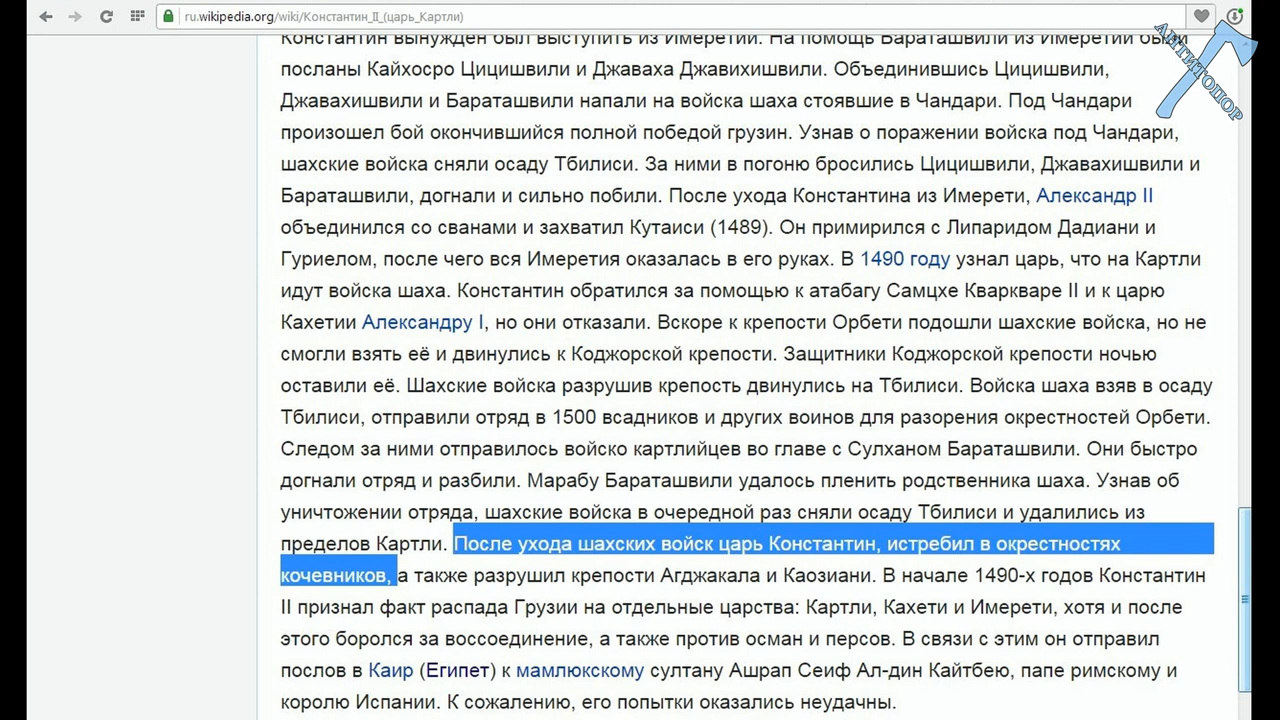 ru.wikipedia.org/wiki/Константин_II_(царь_Картли)
АНТИТОПОР
Константин вынужден был выступить из Имеретии. На помощь Бараташвили из Имеретии были
посланы Кайхосро Цицишвили и Джаваха Джавихишвили. Объединившись Цицишвили,
Джавахишвили и Бараташвили напали на войска шаха стоявшие в Чандари. Под Чандари
произошел бой окончившийся полной победой грузин. Узнав о поражении войска под Чандари,
шахские войска сняли осаду Тбилиси. За ними в погоню бросились Цицишвили, Джавахишвили и
Бараташвили, догнали и сильно побили. После ухода Константина из Имерети, Александр II
объединился со сванами и захватил Кутаиси (1489). Он примирился с Липаридом Дадиани и
Гуриелом, после чего вся Имеретия оказалась в его руках. В 1490 году узнал царь, что на Картли
идут войска шаха. Константин обратился за помощью к атабагу Самцхе Кваркваре II и к царю
Кахетии Александру I, но они отказали. Вскоре к крепости Орбети подошли шахские войска, но не
смогли взять её и двинулись к Коджорской крепости. Защитники Коджорской крепости ночью
оставили её. Шахские войска разрушив крепость двинулись на Тбилиси. Войска шаха взяв в осаду
Тбилиси, отправили отряд в 1500 всадников и других воинов для разорения окрестностей Орбети.
Следом за ними отправилось войско картлийцев во главе с Сулханом Бараташвили. Они быстро
догнали отряд и разбили. Марабу Бараташвили удалось пленить родственника шаха. Узнав об
уничтожении отряда, шахские войска в очередной раз сняли осаду Тбилиси и удалились из
пределов Картли. После ухода шахских войск царь Константин, истребил в окрестностях
кочевников, а также разрушил крепости Агджакала и Каозиани. В начале 1490-х годов Константин
II признал факт распада Грузии на отдельные царства: Картли, Кахети и Имерети, хотя и после
этого боролся за воссоединение, а также против осман и персов. В связи с этим он отправил
послов в Каир (Египет) к мамлюкскому султану Ашрап Сеиф Ал-дин Кайтбею, папе римскому и
королю Испании. К сожалению, его попытки оказались неудачны.